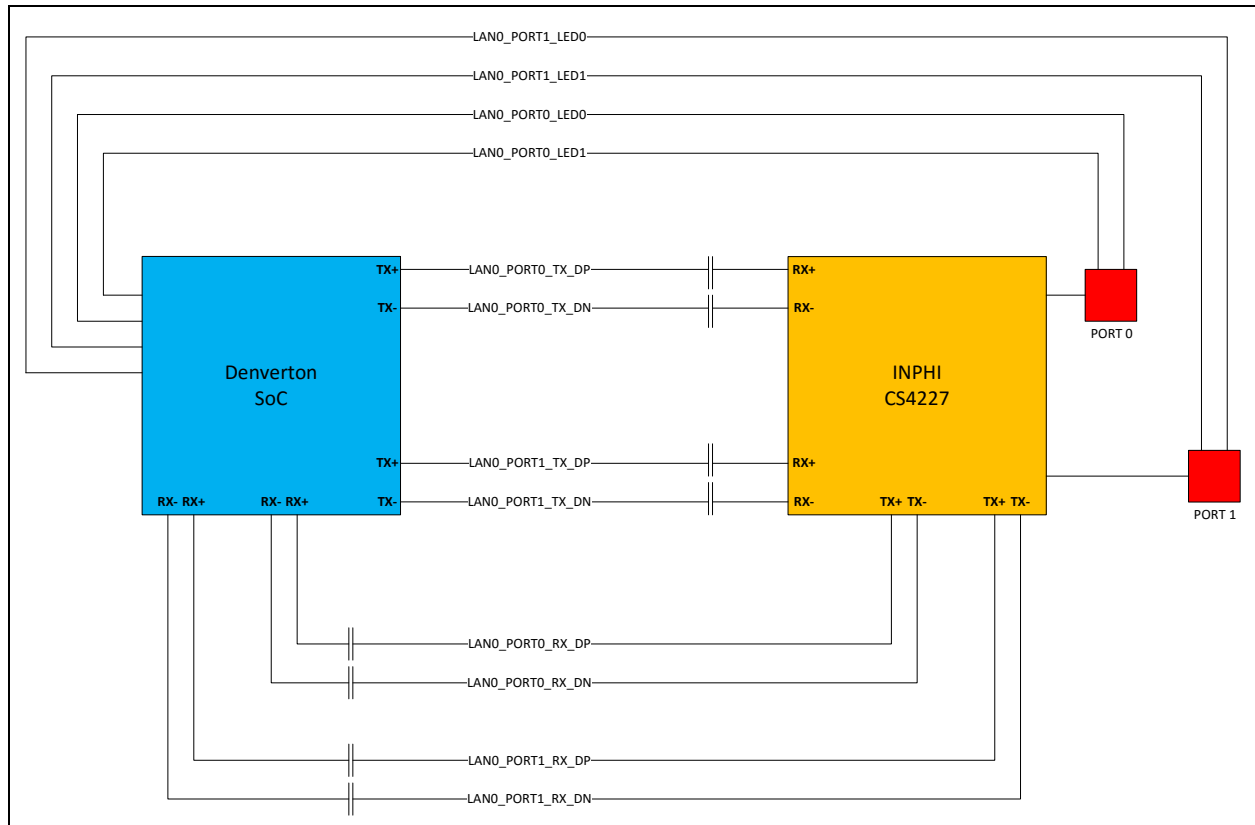 LAN0_PORT1_LED0
LAN0_PORT1_LED1
LAN0_PORT0_LED0
LAN0_PORT0_LED1
TX+ LAN0_PORT0_TX_DP RX+
TX- LAN0_PORT0_TX_DN RX-
PORT 0
Denverton
SoC
INPHI
CS4227
TX+ LAN0_PORT1_TX_DP RX+
RX- RX+ RX- RX+ TX- LAN0_PORT1_TX_DN RX- TX+ TX- TX+ TX-
PORT 1
LAN0_PORT0_RX_DP
LAN0_PORT0_RX_DN
LAN0_PORT1_RX_DP
LAN0_PORT1_RX_DN